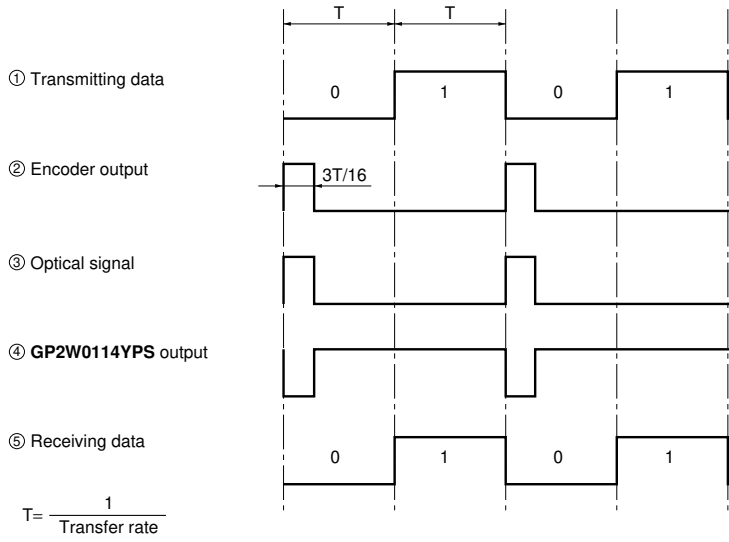 T T
① Transmitting data
0 1 0 1
② Encoder output
3T/16
③ Optical signal
④ GP2W0114YPS output
⑤ Receiving data
0 1 0 1
T= 1
Transfer rate